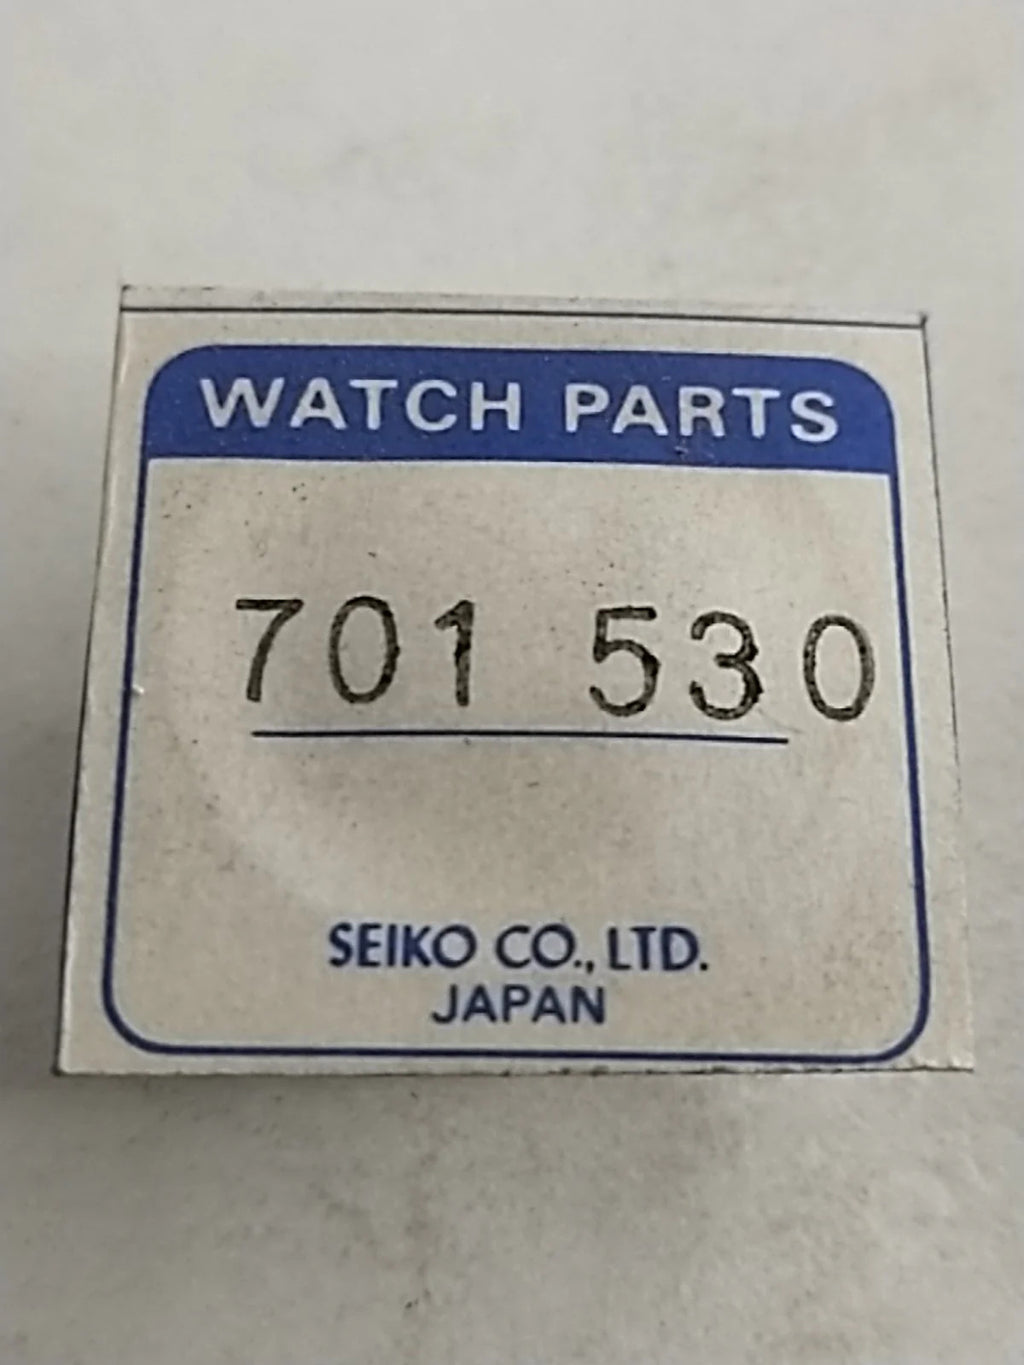 WATCH PARTS
701 530
SEIKO CO., LTD.
JAPAN